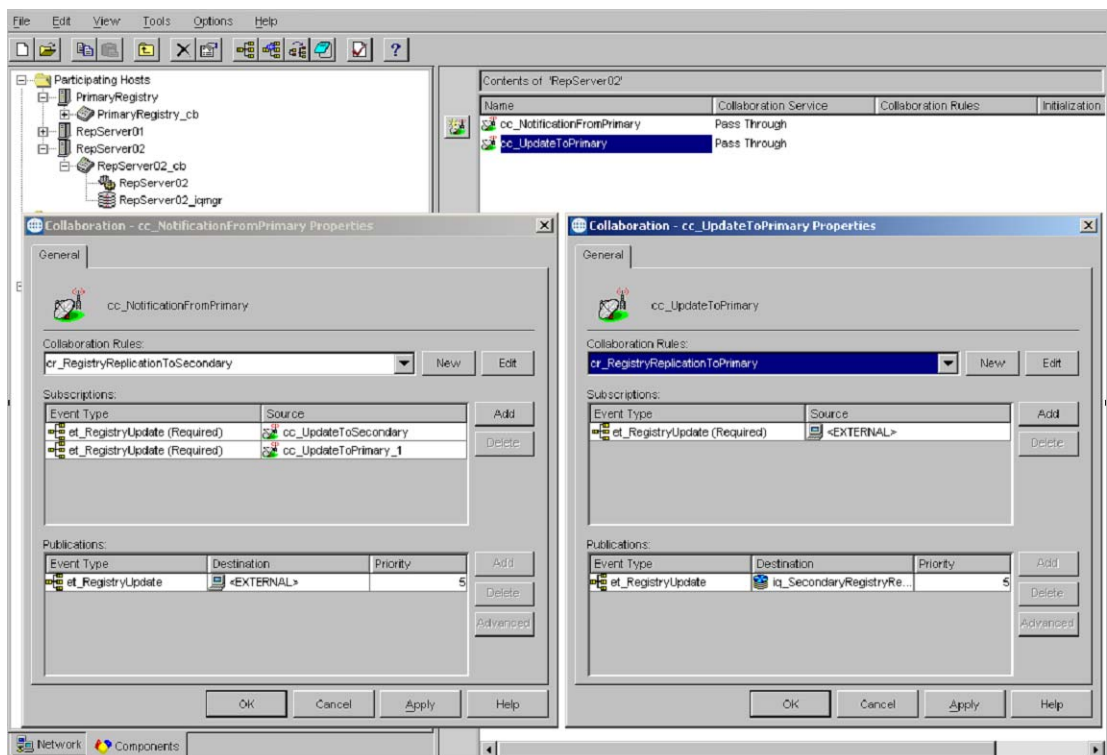 File Edit View Tools Options Help
Participating Hosts
PrimaryRegistry
PrimaryRegistry_cb
RepServer01
RepServer02
RepServer02_cb
RepServer02
RepServer02_iqmgr
Contents of 'RepServer02'
Name Collaboration Service Collaboration Rules Initialization
cc_NotificationFromPrimary Pass Through
cc_UpdateToPrimary Pass Through
Collaboration - cc_NotificationFromPrimary Properties
General
cc_NotificationFromPrimary
Collaboration Rules:
cr_RegistryReplicationToSecondary New Edit
Subscriptions:
Event Type Source Add
et_RegistryUpdate (Required) cc_UpdateToSecondary Delete
et_RegistryUpdate (Required) cc_UpdateToPrimary_1
Publications:
Event Type Destination Priority Add
et_RegistryUpdate <EXTERNAL> 5 Delete
Advanced
OK Cancel Apply Help
Collaboration - cc_UpdateToPrimary Properties
General
cc_UpdateToPrimary
Collaboration Rules:
cr_RegistryReplicationToPrimary New Edit
Subscriptions:
Event Type Source Add
et_RegistryUpdate (Required) <EXTERNAL> Delete
Publications:
Event Type Destination Priority Add
et_RegistryUpdate iq_SecondaryRegistryRe... 5 Delete
Advanced
OK Cancel Apply Help
Network Components